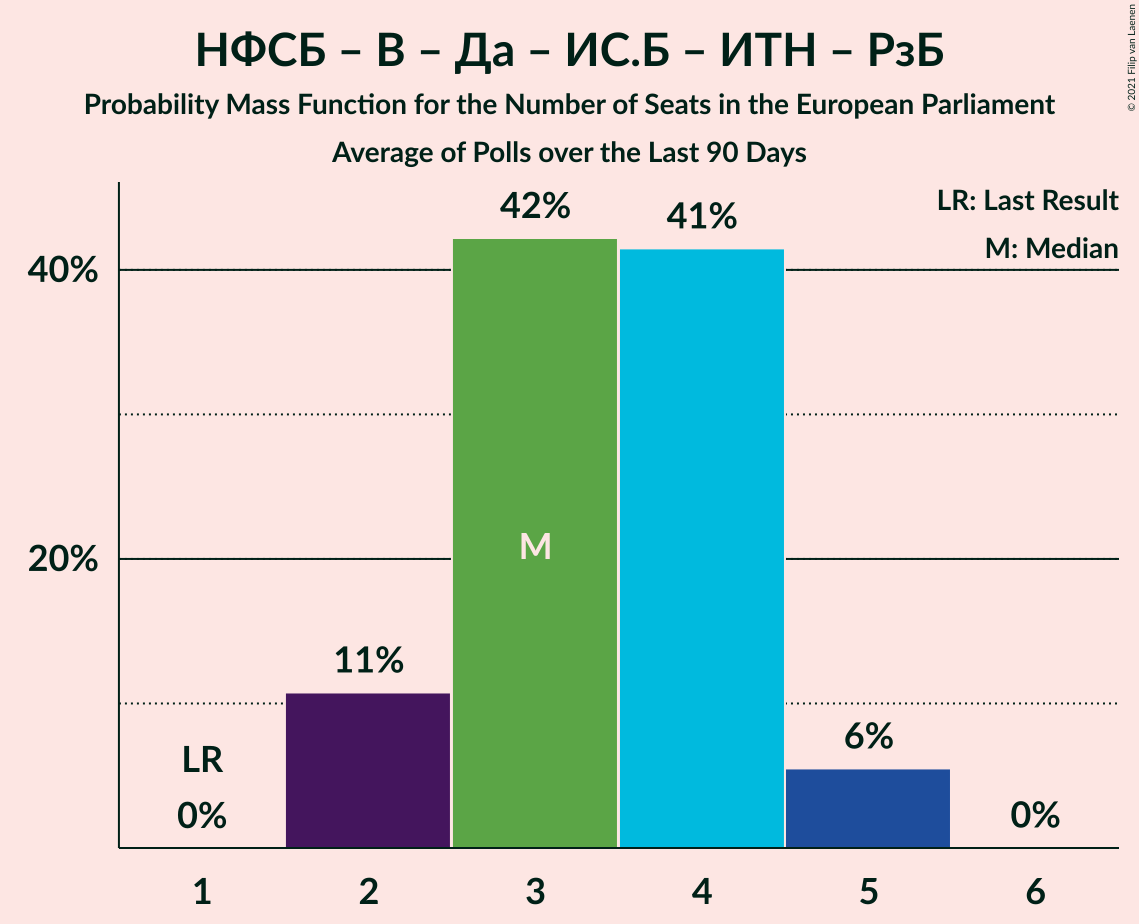 НФСБ – В – Да – ИС.Б – ИТН – РзБ
Probability Mass Function for the Number of Seats in the European Parliament
Average of Polls over the Last 90 Days
© 2021 Filip van Laenen
LR: Last Result
M: Median
42%
41%
40%
M
20%
11%
6%
LR
0%
0%
1 2 3 4 5 6